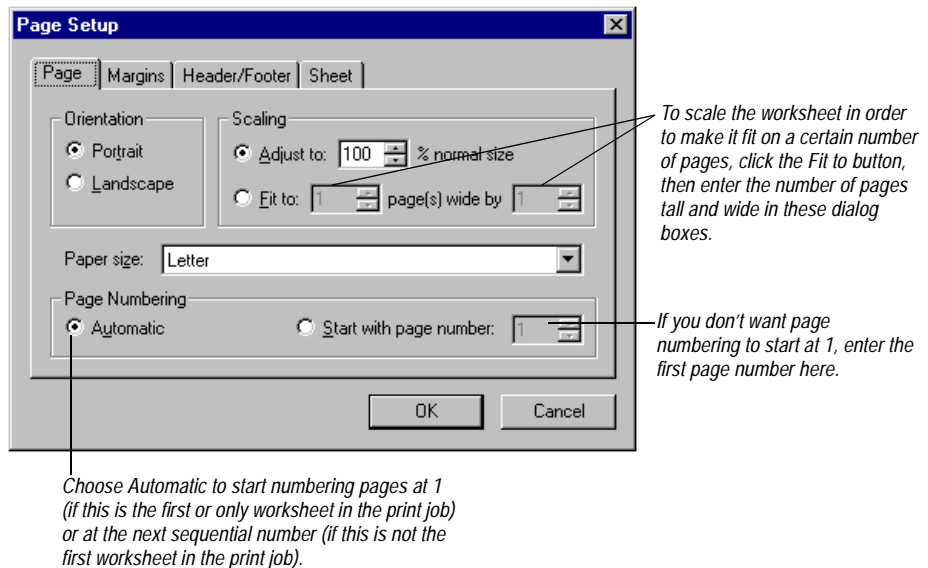 Page Setup
Page Margins Header/Footer Sheet
Orientation
Portrait
Landscape
Scaling
Adjust to: 100 % normal size
Fit to: 1 page(s) wide by 1
To scale the worksheet in order
to make it fit on a certain number
of pages, click the Fit to button,
then enter the number of pages
tall and wide in these dialog
boxes.
Paper size: Letter
Page Numbering
Automatic
Start with page number: 1
If you don't want page
numbering to start at 1, enter the
first page number here.
OK Cancel
Choose Automatic to start numbering pages at 1
(if this is the first or only worksheet in the print job)
or at the next sequential number (if this is not the
first worksheet in the print job).